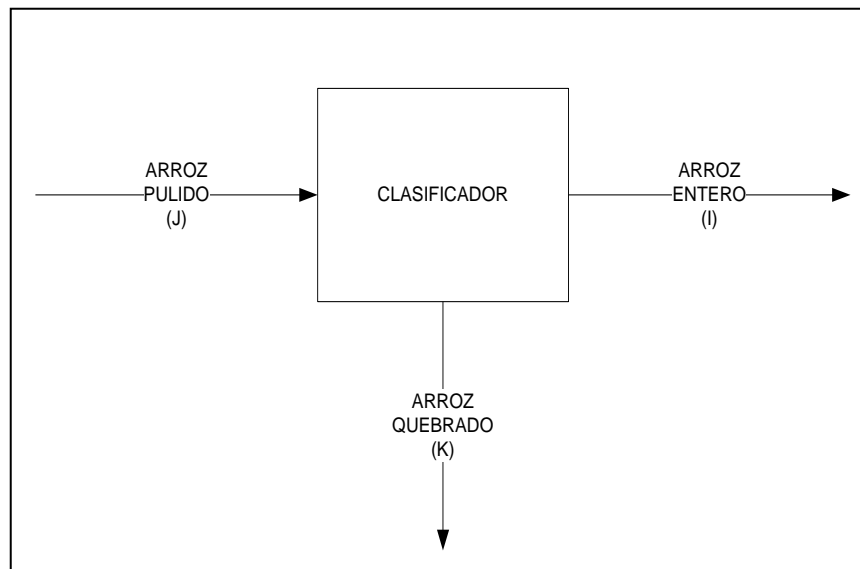 ARROZ
PULIDO
(J)
CLASIFICADOR
ARROZ
ENTERO
(I)
ARROZ
QUEBRADO
(K)